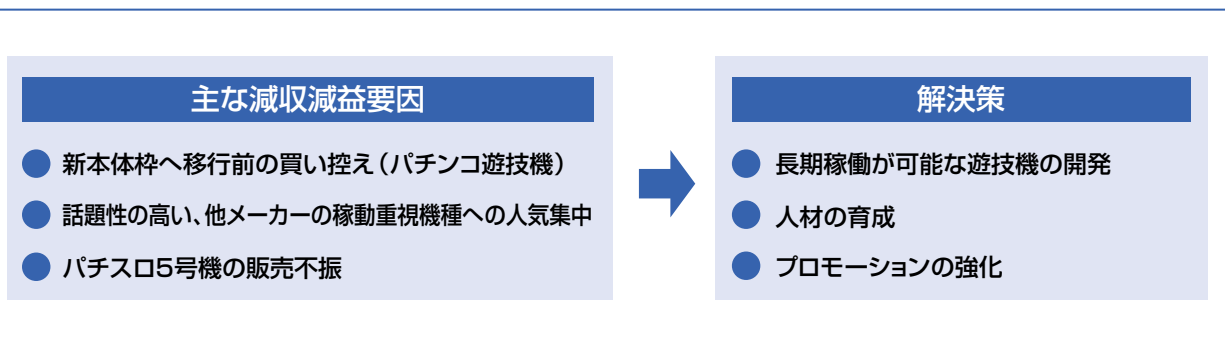 主な減収減益要因
新本体枠へ移行前の買い控え（パチンコ遊技機）
話題性の高い、他メーカーの稼動重視機種への人気集中
パチスロ5号機の販売不振
解決策
長期稼働が可能な遊技機の開発
人材の育成
プロモーションの強化